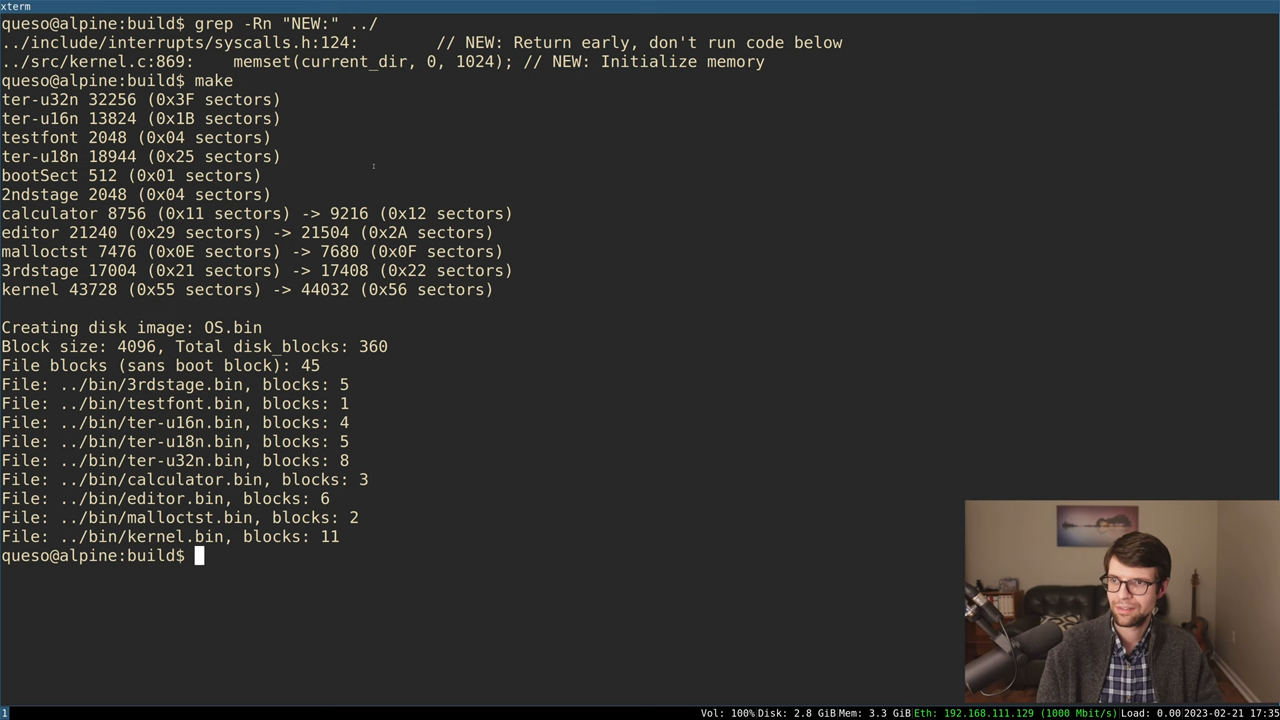 xterm
queso@alpine:build$ grep -Rn "NEW:" ../
../include/interrupts/syscalls.h:124:        // NEW: Return early, don't run code below
../src/kernel.c:869:    memset(current_dir, 0, 1024); // NEW: Initialize memory
queso@alpine:build$ make
ter-u32n 32256 (0x3F sectors)
ter-u16n 13824 (0x1B sectors)
testfont 2048 (0x04 sectors)
ter-u18n 18944 (0x25 sectors)
bootSect 512 (0x01 sectors)
2ndstage 2048 (0x04 sectors)
calculator 8756 (0x11 sectors) -> 9216 (0x12 sectors)
editor 21240 (0x29 sectors) -> 21504 (0x2A sectors)
malloctst 7476 (0x0E sectors) -> 7680 (0x0F sectors)
3rdstage 17004 (0x21 sectors) -> 17408 (0x22 sectors)
kernel 43728 (0x55 sectors) -> 44032 (0x56 sectors)
Creating disk image: OS.bin
Block size: 4096, Total disk_blocks: 360
File blocks (sans boot block): 45
File: ../bin/3rdstage.bin, blocks: 5
File: ../bin/testfont.bin, blocks: 1
File: ../bin/ter-u16n.bin, blocks: 4
File: ../bin/ter-u18n.bin, blocks: 5
File: ../bin/ter-u32n.bin, blocks: 8
File: ../bin/calculator.bin, blocks: 3
File: ../bin/editor.bin, blocks: 6
File: ../bin/malloctst.bin, blocks: 2
File: ../bin/kernel.bin, blocks: 11
queso@alpine:build$
1 Vol: 100% Disk: 2.8 GiB Mem: 3.3 GiB Eth: 192.168.111.129 (1000 Mbit/s) Load: 0.00 2023-02-21 17:35